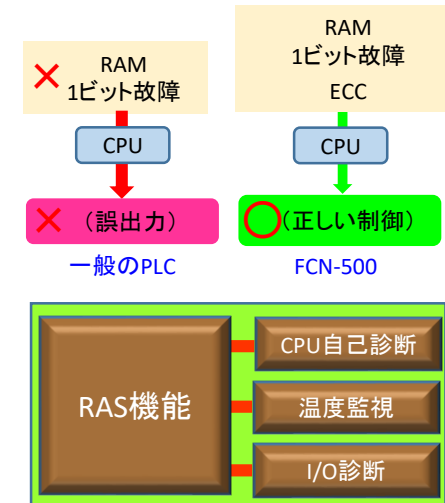 RAM
1ビット故障
CPU
(誤出力)
一般のPLC
RAM
1ビット故障
ECC
CPU
(正しい制御)
FCN-500
RAS機能
CPU自己診断
温度監視
I/O診断